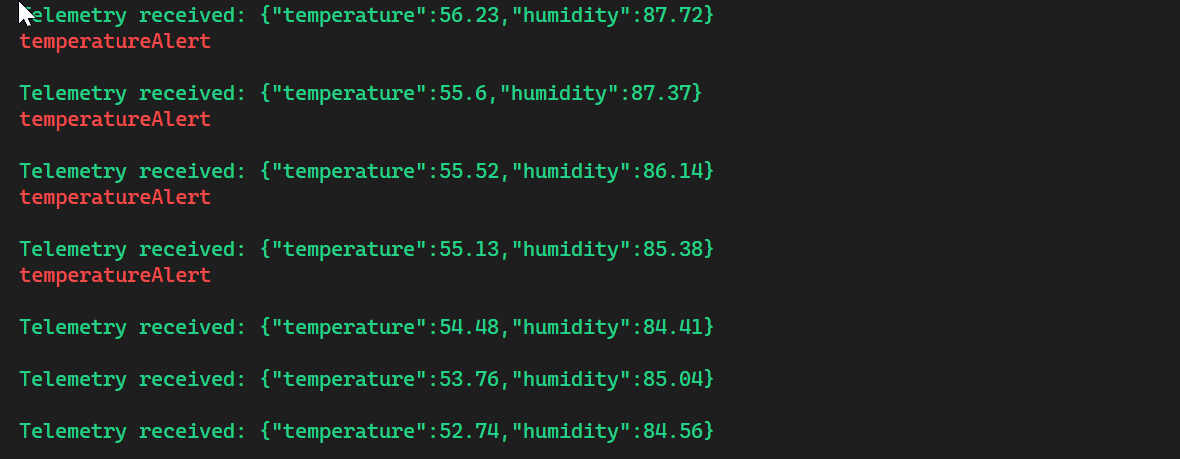 Telemetry received: {"temperature":56.23,"humidity":87.72}
temperatureAlert
Telemetry received: {"temperature":55.6,"humidity":87.37}
temperatureAlert
Telemetry received: {"temperature":55.52,"humidity":86.14}
temperatureAlert
Telemetry received: {"temperature":55.13,"humidity":85.38}
temperatureAlert
Telemetry received: {"temperature":54.48,"humidity":84.41}
Telemetry received: {"temperature":53.76,"humidity":85.04}
Telemetry received: {"temperature":52.74,"humidity":84.56}